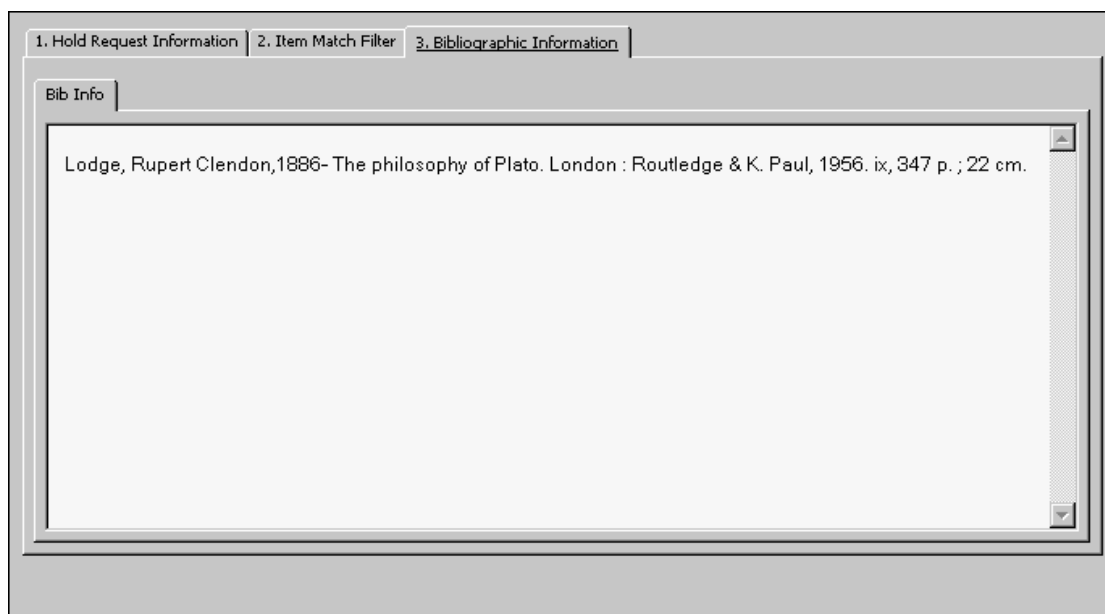 1. Hold Request Information 2. Item Match Filter 3. Bibliographic Information
Bib Info
Lodge, Rupert Clendon,1886- The philosophy of Plato. London : Routledge & K. Paul, 1956. ix, 347 p. ; 22 cm.